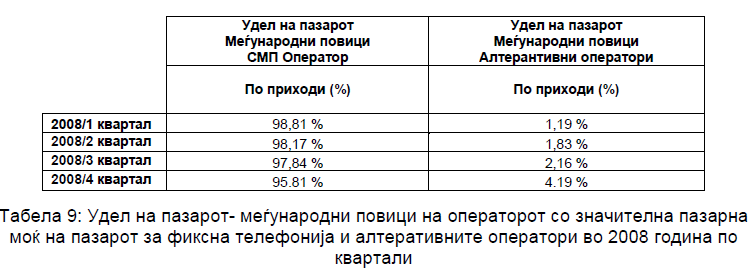 Удел на пазарот
Меѓународни повици
СМП Оператор
Удел на пазарот
Меѓународни повици
Алтерантивни оператори
По приходи (%)
По приходи (%)
2008/1 квартал 98,81 % 1,19 %
2008/2 квартал 98,17 % 1,83 %
2008/3 квартал 97,84 % 2,16 %
2008/4 квартал 95.81 % 4.19 %
Табела 9: Удел на пазарот- меѓународни повици на операторот со значителна пазарна
моќ на пазарот за фиксна телефонија и алтеративните оператори во 2008 година по
квартали